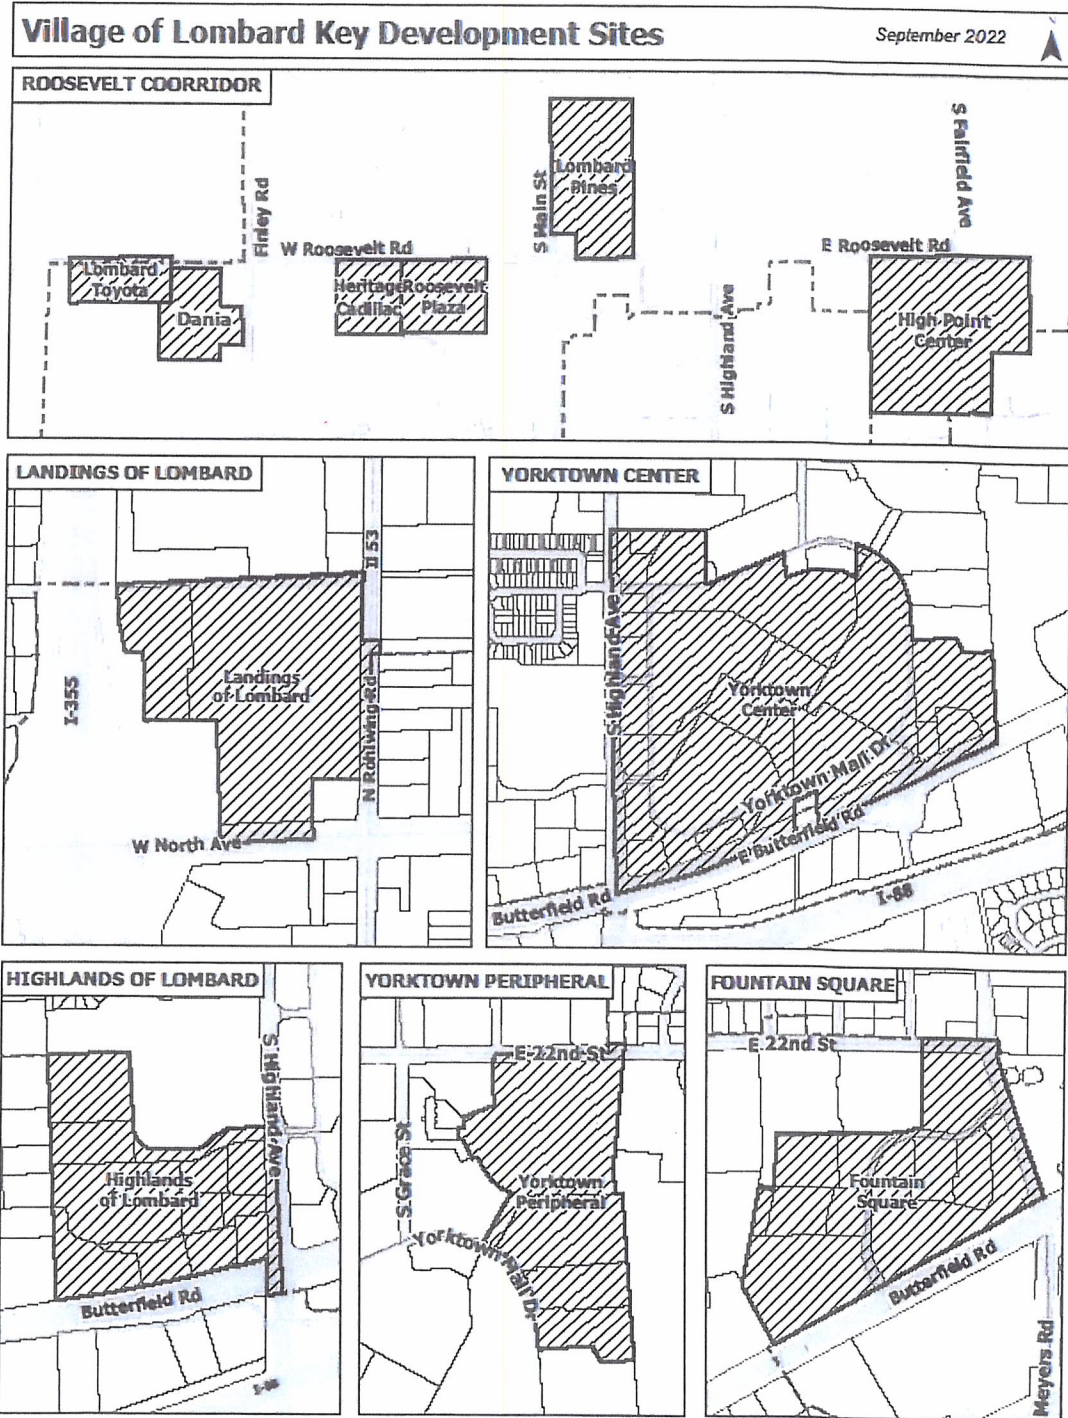 Village of Lombard Key Development Sites
September 2022
ROOSEVELT COORRIDOR
S Fairfield Ave
Lombard
Pines
S Main St
Finley Rd
W Roosevelt Rd
E Roosevelt Rd
Lombard
Toyota
Dania
Heritage
Cadillac
Roosevelt
Plaza
S Highland Ave
High Point
Center
LANDINGS OF LOMBARD
Il 53
I-355
Landings
of Lombard
N Rohlwing Rd
W North Ave
YORKTOWN CENTER
S Highland Ave
Yorktown
Center
Yorktown Mall Dr
E Butterfield Rd
Butterfield Rd
I-88
HIGHLANDS OF LOMBARD
S Highland Ave
Highlands
of Lombard
Butterfield Rd
I-88
YORKTOWN PERIPHERAL
E 22nd St
S Grace St
Yorktown
Peripheral
Yorktown Mall Dr
FOUNTAIN SQUARE
E 22nd St
Fountain
Square
Butterfield Rd
Meyers Rd